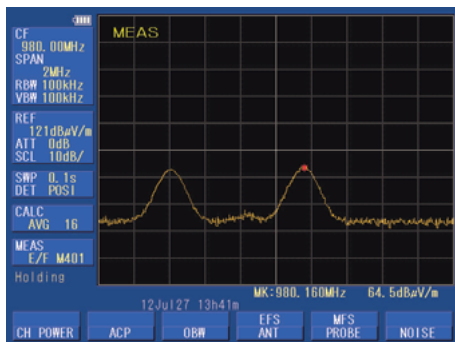 MEAS
CF
980.00MHz
SPAN
2MHz
RBW 100kHz
VBW 100kHz
REF
121dBμV/m
ATT 0dB
SCL 10dB/
SWP 0.1s
DET POSI
CALC
AVG 16
MEAS
E/F M401
Holding
MK:980.160MHz 64.5dBμV/m
12Jul27 13h41m
CH POWER
ACP
OBW
EFS ANT
MFS PROBE
NOISE